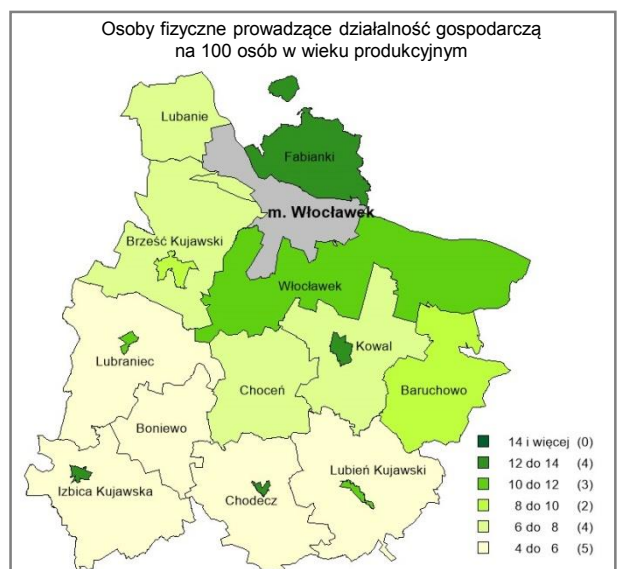 Osoby fizyczne prowadzące działalność gospodarczą
na 100 osób w wieku produkcyjnym
Lubanie
Fabianki
m. Włocławek
Brześć Kujawski
Włocławek
Kowal
Lubraniec
Choceń
Baruchowo
Boniewo
Lubień Kujawski
Izbica Kujawska
Chodecz
14 i więcej (0)
12 do 14 (4)
10 do 12 (3)
8 do 10 (2)
6 do 8 (4)
4 do 6 (5)